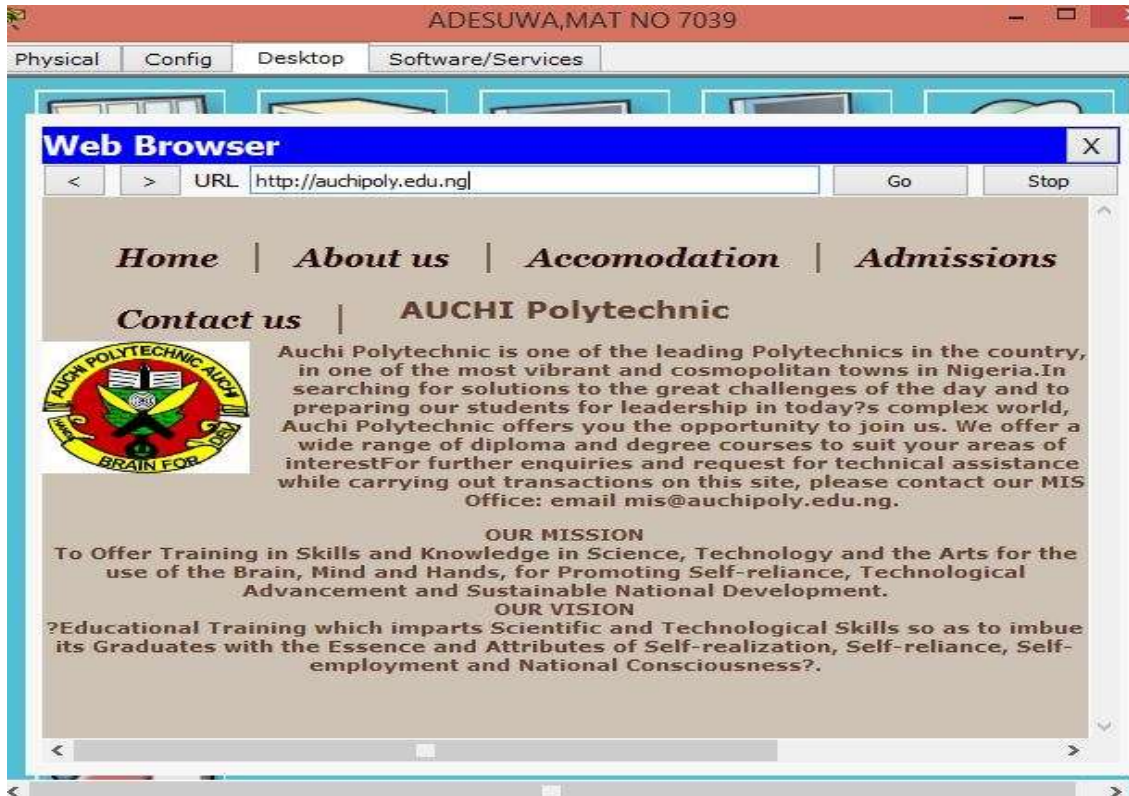 ADESUWA,MAT NO 7039
Physical Config Desktop Software/Services
Web Browser X
< > URL http://auchipoly.edu.ng Go Stop
Home | About us | Accomodation | Admissions
Contact us |
AUCHI Polytechnic
AUCHI POLYTECHNIC AUCHI
BRAIN FOR DEV
Auchi Polytechnic is one of the leading Polytechnics in the country,
in one of the most vibrant and cosmopolitan towns in Nigeria.In
searching for solutions to the great challenges of the day and to
preparing our students for leadership in today?s complex world,
Auchi Polytechnic offers you the opportunity to join us. We offer a
wide range of diploma and degree courses to suit your areas of
interestFor further enquiries and request for technical assistance
while carrying out transactions on this site, please contact our MIS
Office: email mis@auchipoly.edu.ng.
OUR MISSION
To Offer Training in Skills and Knowledge in Science, Technology and the Arts for the
use of the Brain, Mind and Hands, for Promoting Self-reliance, Technological
Advancement and Sustainable National Development.
OUR VISION
?Educational Training which imparts Scientific and Technological Skills so as to imbue
its Graduates with the Essence and Attributes of Self-realization, Self-reliance, Self-
employment and National Consciousness?.